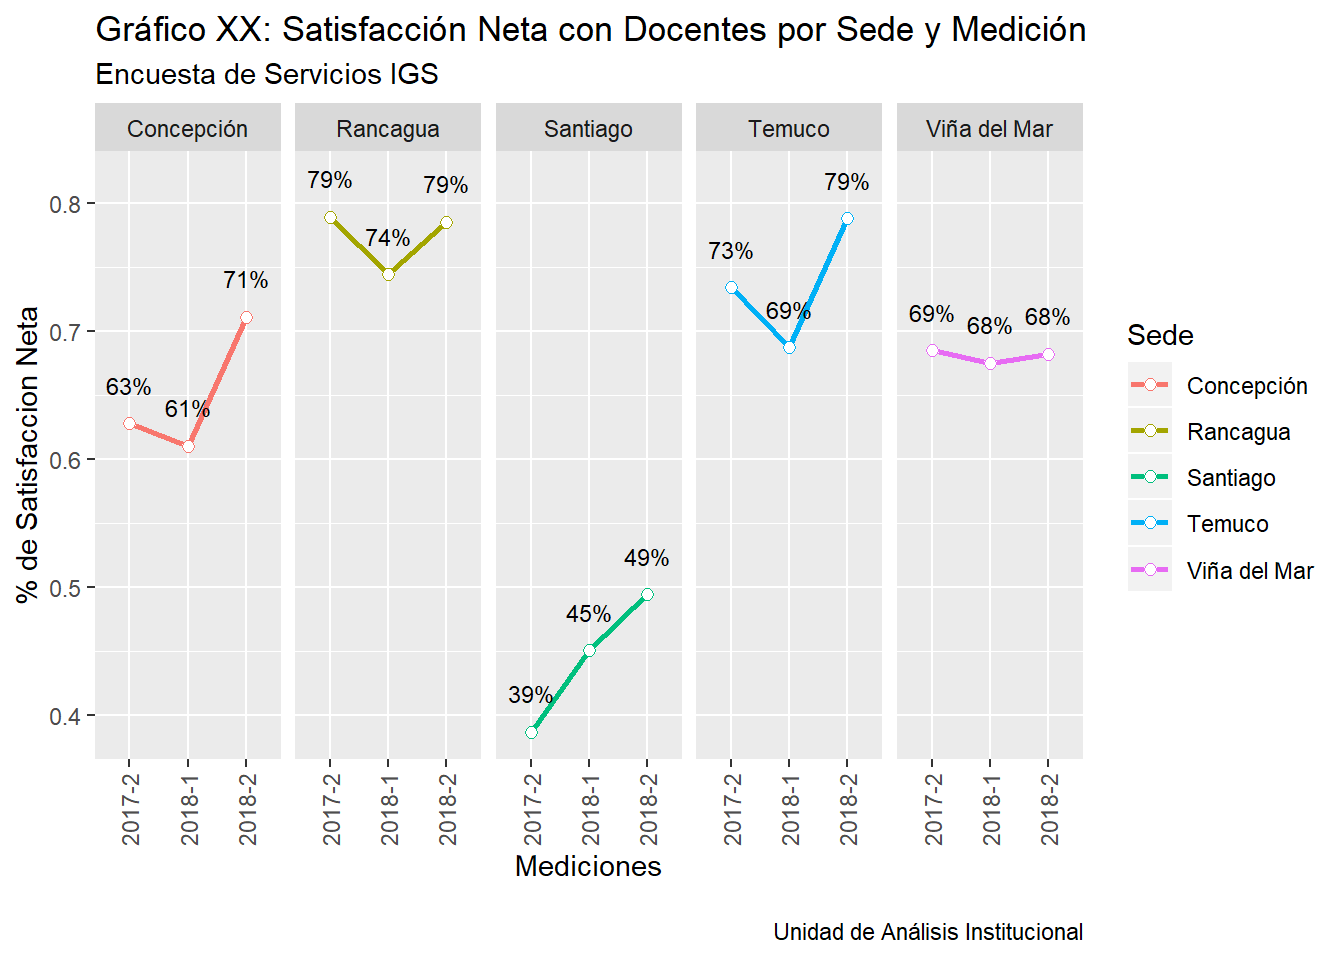 Gráfico XX: Satisfacción Neta con Docentes por Sede y Medición
Encuesta de Servicios IGS
Concepción
Rancagua
Santiago
Temuco
Viña del Mar
% de Satisfaccion Neta
0.8
0.7
0.6
0.5
0.4
63%
61%
71%
79%
74%
79%
39%
45%
49%
73%
69%
79%
69%
68%
68%
2017-2
2018-1
2018-2
2017-2
2018-1
2018-2
2017-2
2018-1
2018-2
2017-2
2018-1
2018-2
2017-2
2018-1
2018-2
Mediciones
Sede
Concepción
Rancagua
Santiago
Temuco
Viña del Mar
Unidad de Análisis Institucional